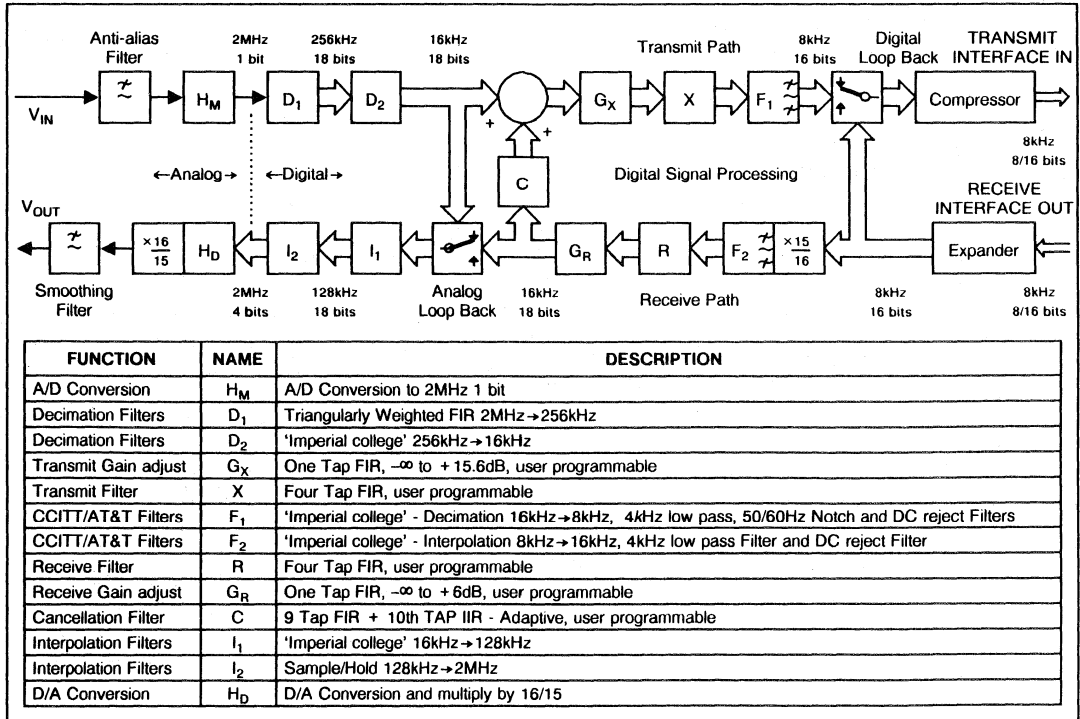 Anti-alias Filter
2MHz 1 bit
256kHz 18 bits
16kHz 18 bits
Transmit Path
8kHz 16 bits
Digital Loop Back
TRANSMIT INTERFACE IN
V_IN
≁
H_M
D_1
D_2
+
+
G_X
X
F_1
Compressor
8kHz 8/16 bits
←Analog→
←Digital→
C
Digital Signal Processing
RECEIVE INTERFACE OUT
V_OUT
×16/15
H_D
I_2
I_1
G_R
R
F_2
×15/16
Expander
Smoothing Filter
2MHz 4 bits
128kHz 18 bits
Analog Loop Back
16kHz 18 bits
Receive Path
8kHz 16 bits
8kHz 8/16 bits
FUNCTION NAME DESCRIPTION
A/D Conversion H_M A/D Conversion to 2MHz 1 bit
Decimation Filters D_1 Triangularly Weighted FIR 2MHz→256kHz
Decimation Filters D_2 'Imperial college' 256kHz→16kHz
Transmit Gain adjust G_X One Tap FIR, –∞ to +15.6dB, user programmable
Transmit Filter X Four Tap FIR, user programmable
CCITT/AT&T Filters F_1 'Imperial college' - Decimation 16kHz→8kHz, 4kHz low pass, 50/60Hz Notch and DC reject Filters
CCITT/AT&T Filters F_2 'Imperial college' - Interpolation 8kHz→16kHz, 4kHz low pass Filter and DC reject Filter
Receive Filter R Four Tap FIR, user programmable
Receive Gain adjust G_R One Tap FIR, –∞ to +6dB, user programmable
Cancellation Filter C 9 Tap FIR + 10th TAP IIR - Adaptive, user programmable
Interpolation Filters I_1 'Imperial college' 16kHz→128kHz
Interpolation Filters I_2 Sample/Hold 128kHz→2MHz
D/A Conversion H_D D/A Conversion and multiply by 16/15